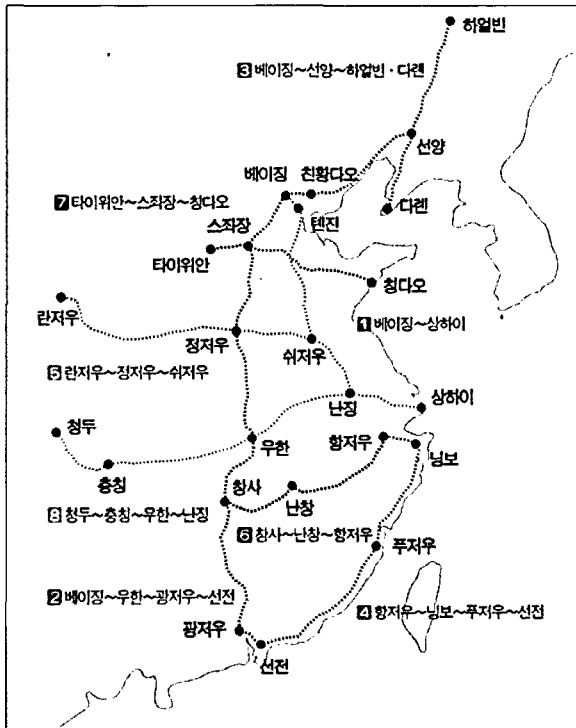 하얼빈
3 베이징~선양~하얼빈·다롄
선양
베이징
친황다오
7 타이위안~스좌장~칭다오
톈진
다롄
스좌장
타이위안
칭다오
란저우
1 베이징~상하이
정저우
쉬저우
5 란저우~정저우~쉬저우
난징
상하이
청두
항저우
우한
닝보
충칭
창사
난창
8 청두~충칭~우한~난징
6 창사~난창~항저우
푸저우
2 베이징~우한~광저우~선전
4 항저우~닝보~푸저우~선전
광저우
선전